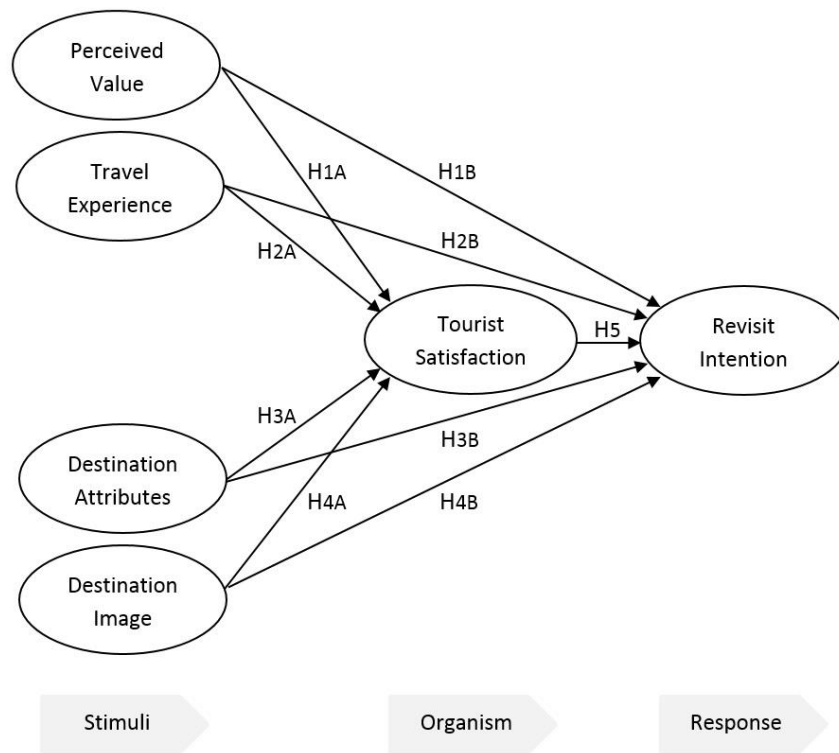 Perceived
Value
Travel
Experience
H1A
H1B
H2A
H2B
Tourist
Satisfaction
H5
Revisit
Intention
H3A
H3B
Destination
Attributes
H4A
H4B
Destination
Image
Stimuli
Organism
Response